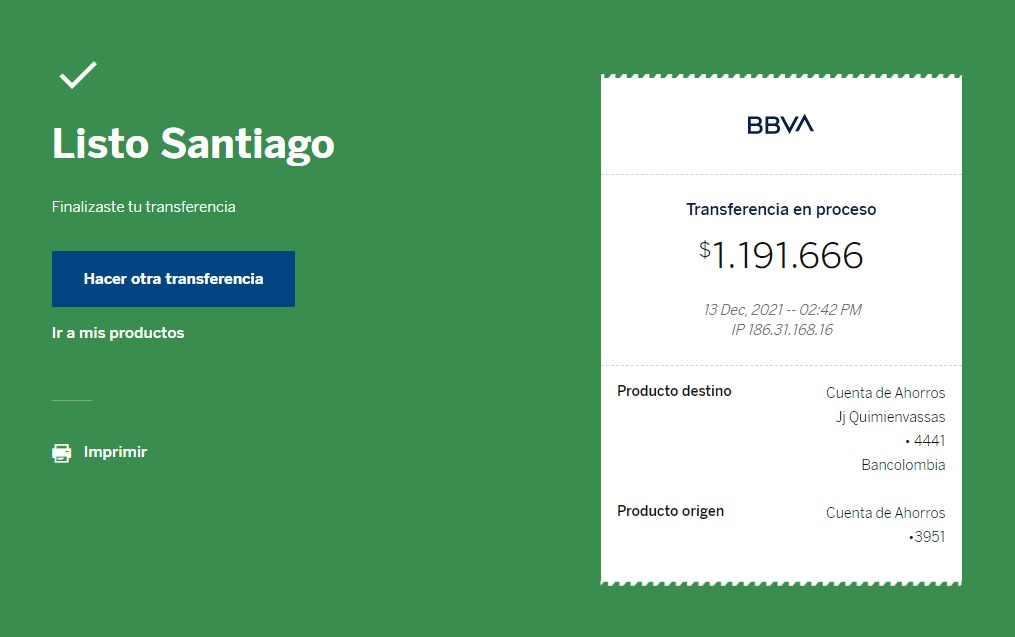 Listo Santiago
Finalizaste tu transferencia
Hacer otra transferencia
Ir a mis productos
Imprimir
BBVA
Transferencia en proceso
$1.191.666
13 Dec, 2021 -- 02:42 PM
IP 186.31.168.16
Producto destino
Cuenta de Ahorros
Jj Quimienvassas
• 4441
Bancolombia
Producto origen
Cuenta de Ahorros
•3951